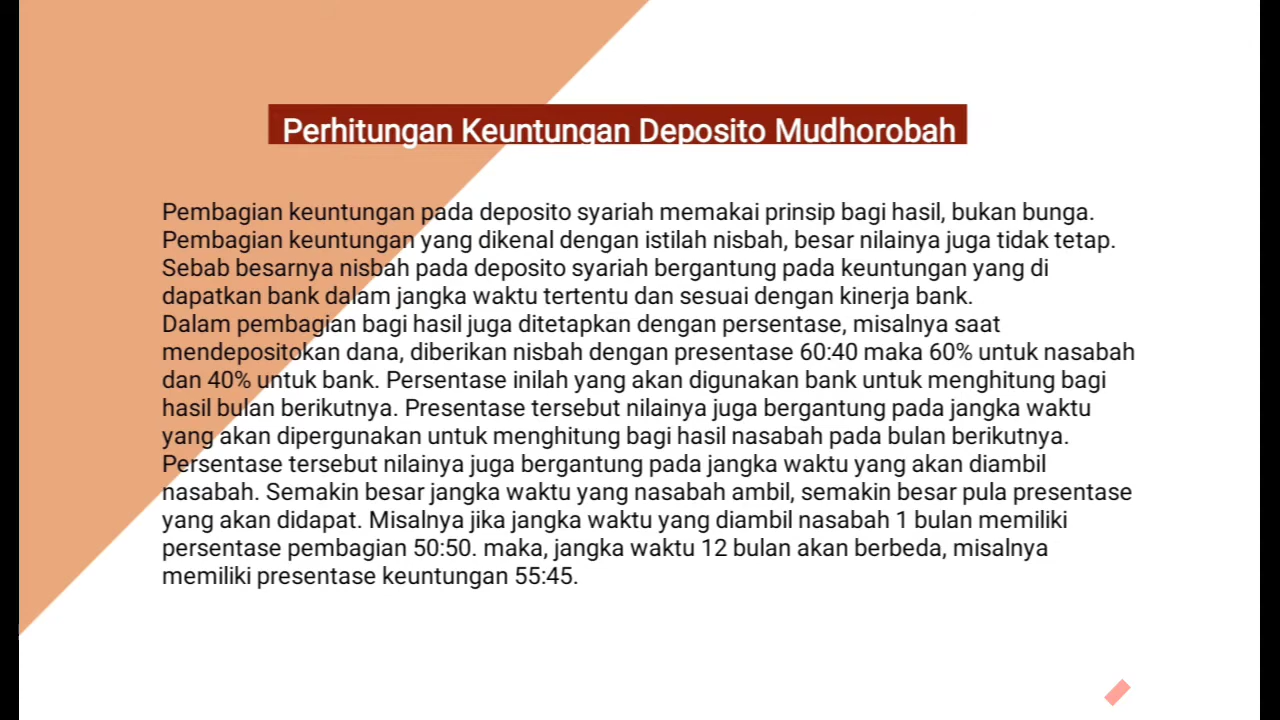 Perhitungan Keuntungan Deposito Mudhorobah
Pembagian keuntungan pada deposito syariah memakai prinsip bagi hasil, bukan bunga.
Pembagian keuntungan yang dikenal dengan istilah nisbah, besar nilainya juga tidak tetap.
Sebab besarnya nisbah pada deposito syariah bergantung pada keuntungan yang di
dapatkan bank dalam jangka waktu tertentu dan sesuai dengan kinerja bank.
Dalam pembagian bagi hasil juga ditetapkan dengan persentase, misalnya saat
mendepositokan dana, diberikan nisbah dengan presentase 60:40 maka 60% untuk nasabah
dan 40% untuk bank. Persentase inilah yang akan digunakan bank untuk menghitung bagi
hasil bulan berikutnya. Presentase tersebut nilainya juga bergantung pada jangka waktu
yang akan dipergunakan untuk menghitung bagi hasil nasabah pada bulan berikutnya.
Persentase tersebut nilainya juga bergantung pada jangka waktu yang akan diambil
nasabah. Semakin besar jangka waktu yang nasabah ambil, semakin besar pula presentase
yang akan didapat. Misalnya jika jangka waktu yang diambil nasabah 1 bulan memiliki
persentase pembagian 50:50. maka, jangka waktu 12 bulan akan berbeda, misalnya
memiliki presentase keuntungan 55:45.